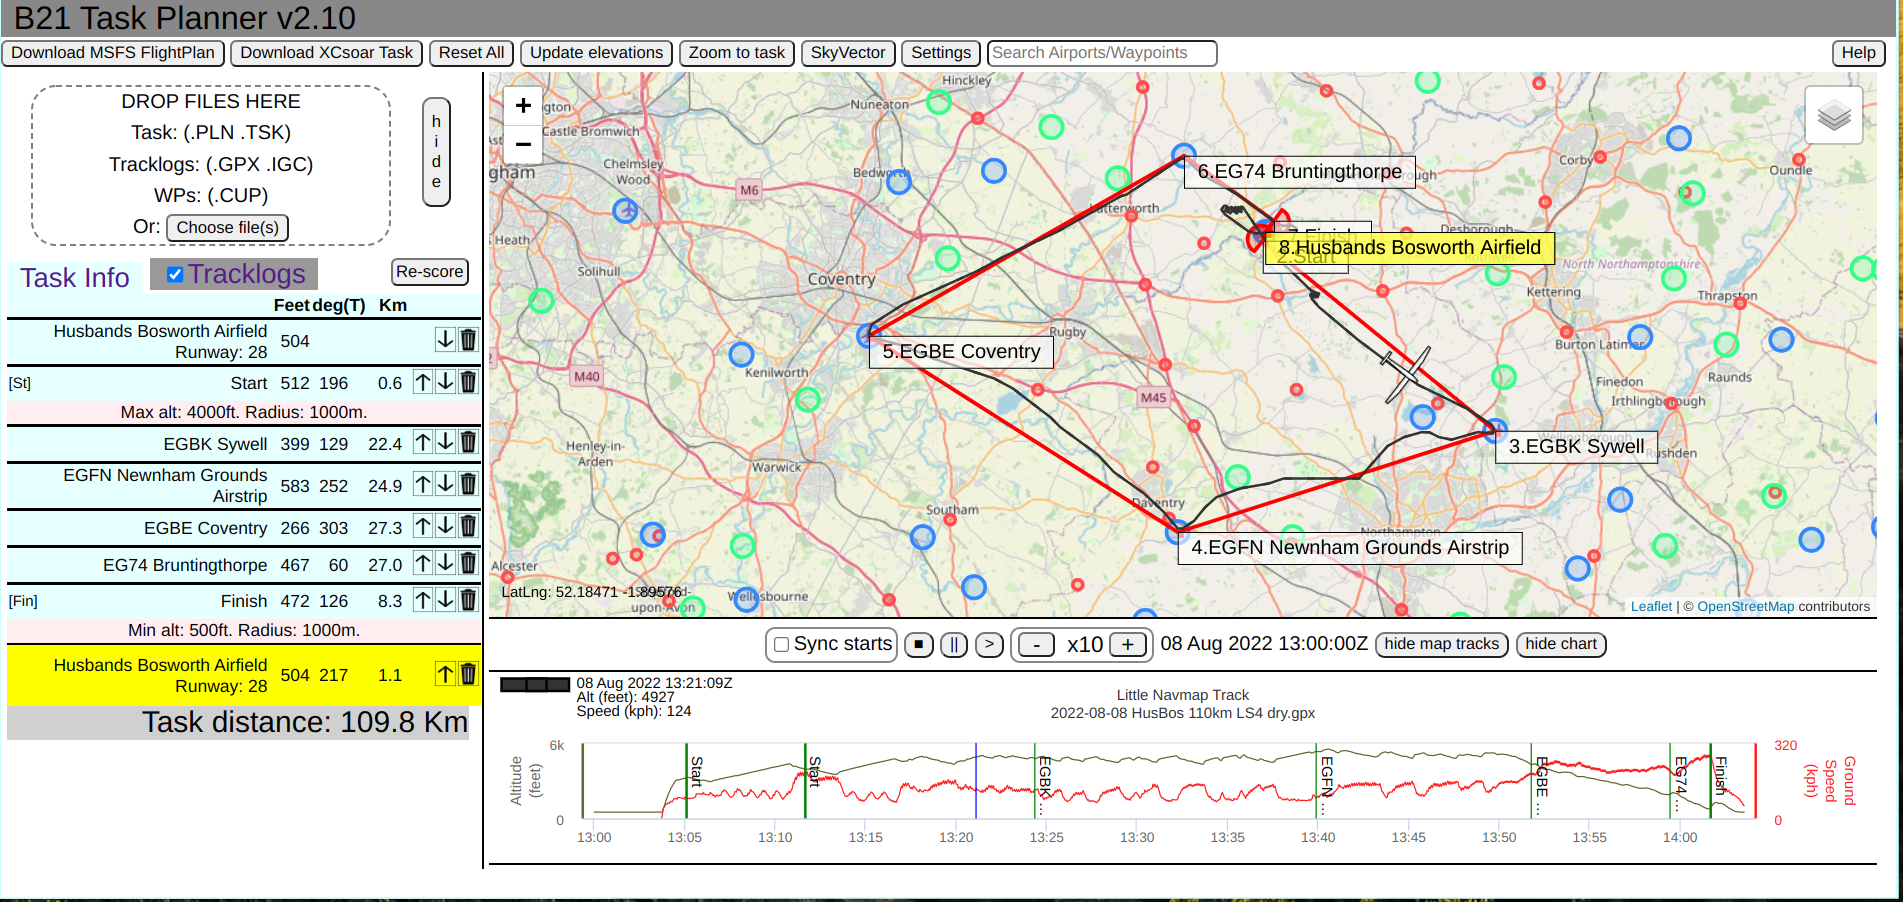 B21 Task Planner v2.10
Download MSFS FlightPlan
Download XCsoar Task
Reset All
Update elevations
Zoom to task
SkyVector
Settings
Search Airports/Waypoints
Help
DROP FILES HERE
Task: (.PLN .TSK)
Tracklogs: (.GPX .IGC)
WPs: (.CUP)
Or: Choose file(s)
hide
Task Info
Tracklogs
Re-score
Feet deg(T) Km
Husbands Bosworth Airfield
Runway: 28
504
[St] Start 512 196 0.6
Max alt: 4000ft. Radius: 1000m.
EGBK Sywell 399 129 22.4
EGFN Newnham Grounds
Airstrip
583 252 24.9
EGBE Coventry 266 303 27.3
EG74 Bruntingthorpe 467 60 27.0
[Fin] Finish 472 126 8.3
Min alt: 500ft. Radius: 1000m.
Husbands Bosworth Airfield
Runway: 28
504 217 1.1
Task distance: 109.8 Km
+
−
Hinckley
Nuneaton
Castle Bromwich
Chelmsley
Wood
M6
Corby
Oundle
6.EG74 Bruntingthorpe
Desborough
7.Finish
8.Husbands Bosworth Airfield
2.Start
North Northamptonshire
Heath
Solihull
Coventry
Kettering
Thrapston
Rugby
5.EGBE Coventry
Burton Latimer
Kenilworth
M40
M45
Finedon
Raunds
Irthlingborough
Henley-in-
Arden
Warwick
3.EGBK Sywell
Rushden
Daventry
Southam
Northampton
4.EGFN Newnham Grounds Airstrip
Alcester
LatLng: 52.18471 -1.89576
upon-Avon
Wellesbourne
Leaflet | © OpenStreetMap contributors
Sync starts
■
||
>
- x10 +
08 Aug 2022 13:00:00Z
hide map tracks
hide chart
08 Aug 2022 13:21:09Z
Alt (feet): 4927
Speed (kph): 124
Little Navmap Track
2022-08-08 HusBos 110km LS4 dry.gpx
6k
0
Altitude
(feet)
Start
Start
EGBK ...
EGFN ...
EGBE ...
EG74 ...
Finish
320
0
Ground
Speed
(kph)
13:00 13:05 13:10 13:15 13:20 13:25 13:30 13:35 13:40 13:45 13:50 13:55 14:00